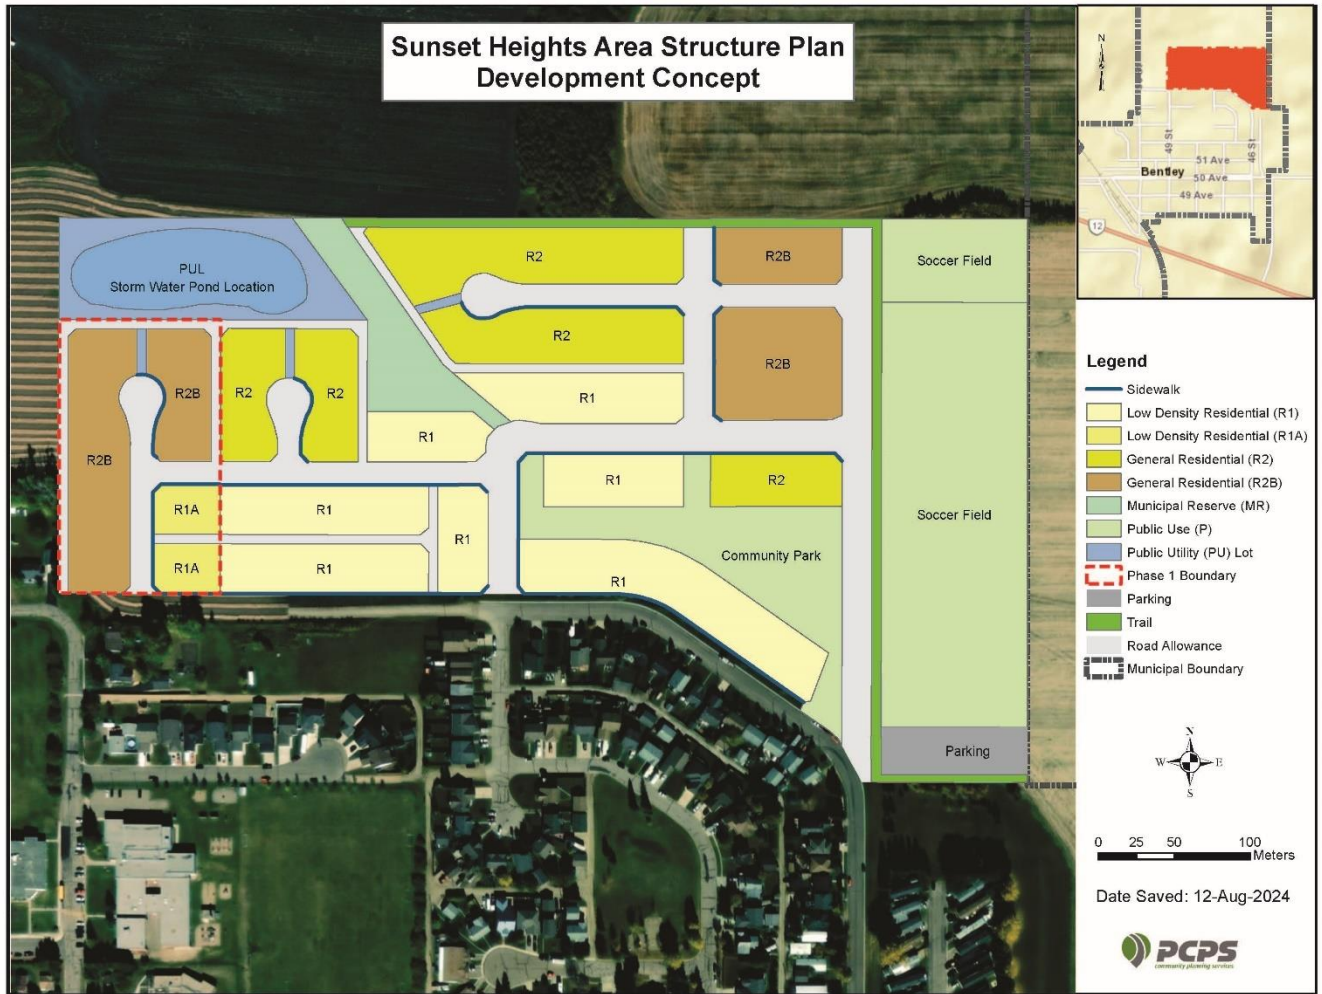 Sunset Heights Area Structure Plan
Development Concept
N
49 St
46 St
51 Ave
Bentley
50 Ave
49 Ave
12
PUL
Storm Water Pond Location
R2
R2B
Soccer Field
R2
R2B
R2B
R2
R2
R1
R1
R2B
R1
R2
R1A
R1
R1
Soccer Field
Community Park
R1A
R1
R1
Parking
Legend
Sidewalk
Low Density Residential (R1)
Low Density Residential (R1A)
General Residential (R2)
General Residential (R2B)
Municipal Reserve (MR)
Public Use (P)
Public Utility (PU) Lot
Phase 1 Boundary
Parking
Trail
Road Allowance
Municipal Boundary
N
W
E
S
0 25 50 100
Meters
Date Saved: 12-Aug-2024
PCPS
community planning services